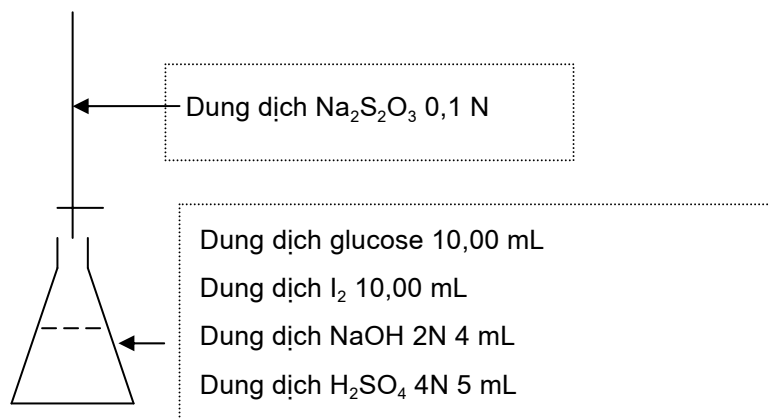 Dung dịch Na₂S₂O₃ 0,1 N
Dung dịch glucose 10,00 mL
Dung dịch I₂ 10,00 mL
Dung dịch NaOH 2N 4 mL
Dung dịch H₂SO₄ 4N 5 mL